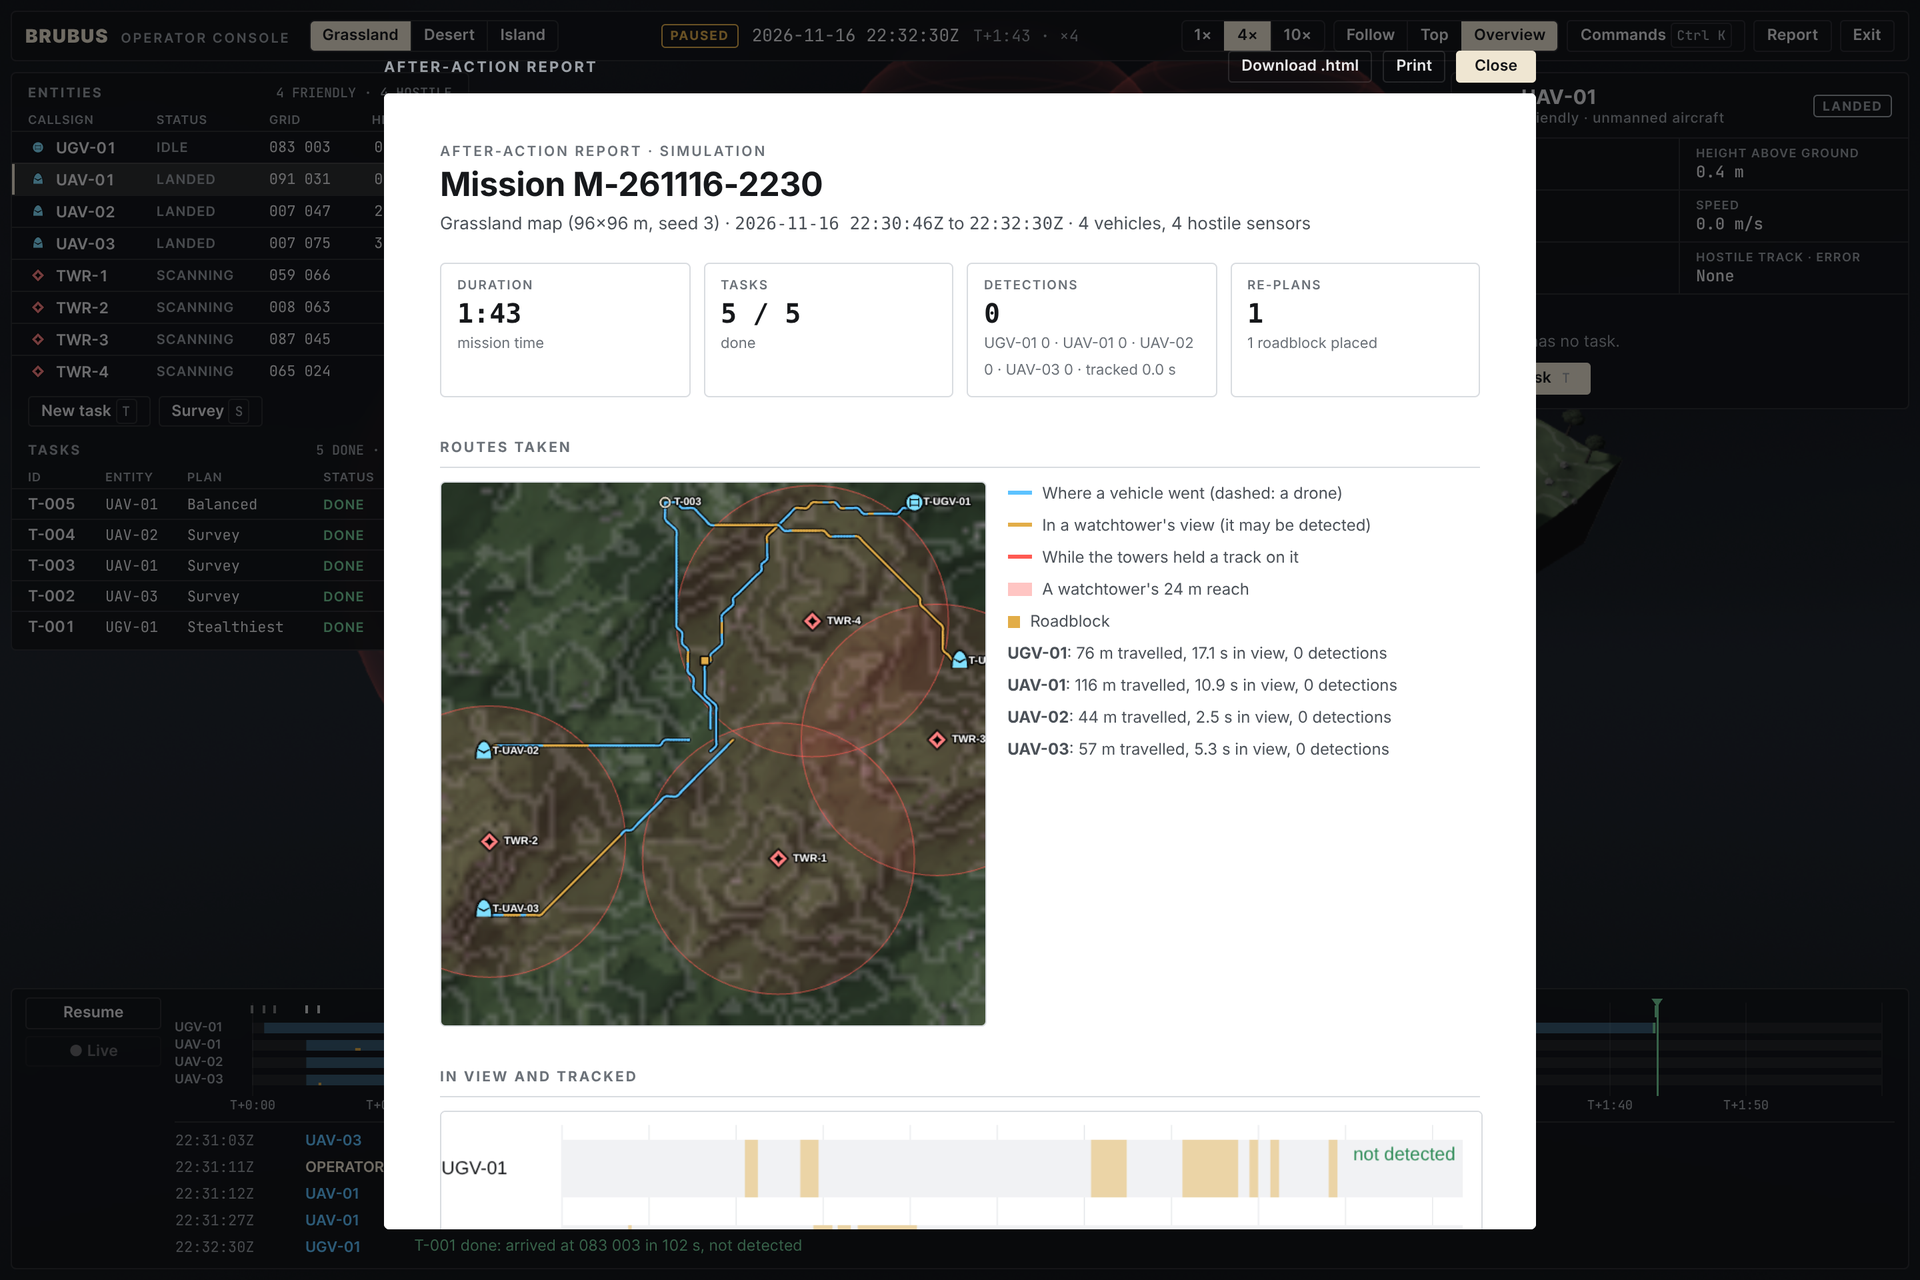 BRUBUS OPERATOR CONSOLE Grassland Desert Island PAUSED 2026-11-16 22:32:30Z T+1:43 · ×4 1× 4× 10× Follow Top Overview Commands Ctrl K Report Exit
AFTER-ACTION REPORT Download .html Print Close
ENTITIES 4 FRIENDLY · 4 HOSTILE
CALLSIGN STATUS GRID
UGV-01 IDLE 083 003
UAV-01 LANDED 091 031
UAV-02 LANDED 007 047
UAV-03 LANDED 007 075
TWR-1 SCANNING 059 066
TWR-2 SCANNING 008 063
TWR-3 SCANNING 087 045
TWR-4 SCANNING 065 024
New task T Survey S
TASKS 5 DONE ·
ID ENTITY PLAN STATUS
T-005 UAV-01 Balanced DONE
T-004 UAV-02 Survey DONE
T-003 UAV-01 Survey DONE
T-002 UAV-03 Survey DONE
T-001 UGV-01 Stealthiest DONE
AFTER-ACTION REPORT · SIMULATION
Mission M-261116-2230
Grassland map (96×96 m, seed 3) · 2026-11-16 22:30:46Z to 22:32:30Z · 4 vehicles, 4 hostile sensors
DURATION
1:43
mission time
TASKS
5 / 5
done
DETECTIONS
0
UGV-01 0 · UAV-01 0 · UAV-02
0 · UAV-03 0 · tracked 0.0 s
RE-PLANS
1
1 roadblock placed
ROUTES TAKEN
T-003
T-UGV-01
TWR-4
T-U
TWR-3
T-UAV-02
TWR-2
TWR-1
T-UAV-03
Where a vehicle went (dashed: a drone)
In a watchtower's view (it may be detected)
While the towers held a track on it
A watchtower's 24 m reach
Roadblock
UGV-01: 76 m travelled, 17.1 s in view, 0 detections
UAV-01: 116 m travelled, 10.9 s in view, 0 detections
UAV-02: 44 m travelled, 2.5 s in view, 0 detections
UAV-03: 57 m travelled, 5.3 s in view, 0 detections
IN VIEW AND TRACKED
UGV-01 not detected
UAV-01 LANDED
iendly · unmanned aircraft
HEIGHT ABOVE GROUND
0.4 m
SPEED
0.0 m/s
HOSTILE TRACK · ERROR
None
has no task.
sk T
Resume
Live
UGV-01
UAV-01
UAV-02
UAV-03
T+0:00 T+1:40 T+1:50
22:31:03Z UAV-03
22:31:11Z OPERATOR
22:31:12Z UAV-01
22:31:27Z UAV-01
22:32:30Z UGV-01 T-001 done: arrived at 083 003 in 102 s, not detected